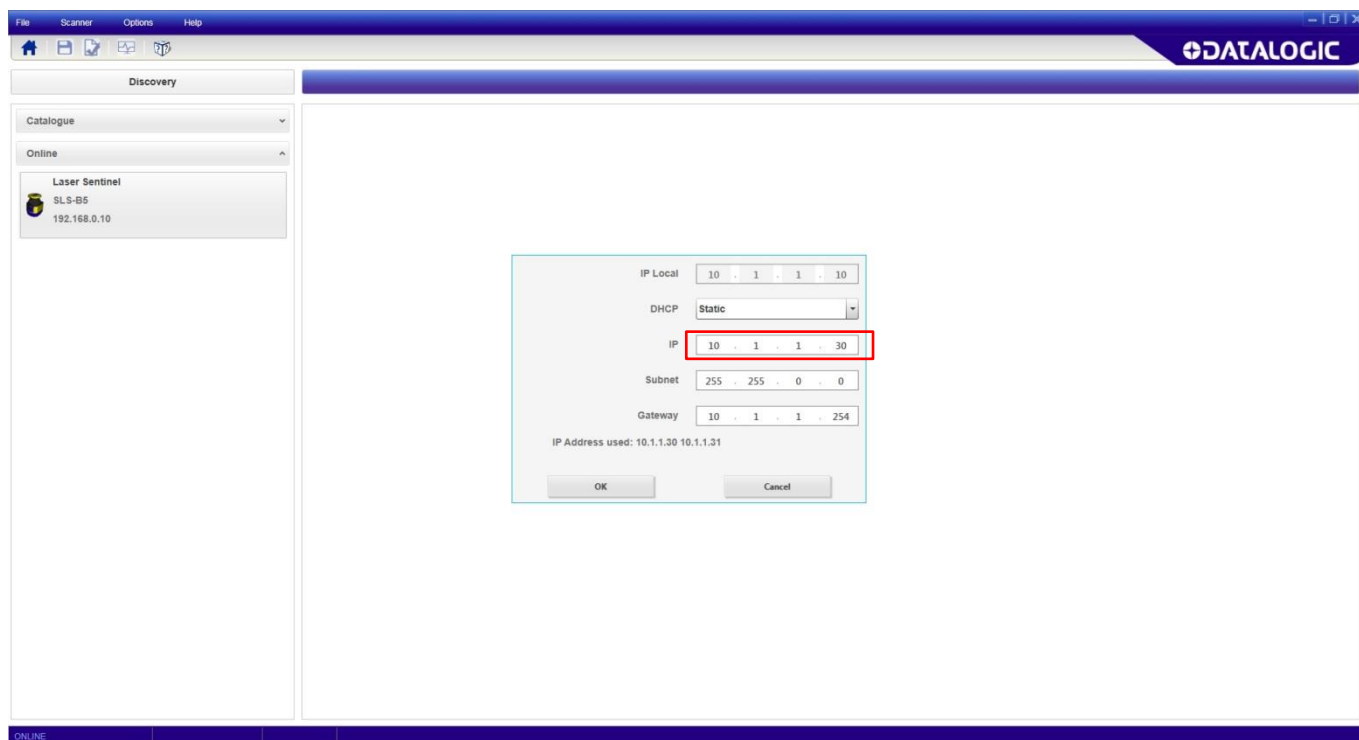 File Scanner Options Help
DATALOGIC
Discovery
Catalogue
Online
Laser Sentinel
SLS-B5
192.168.0.10
IP Local 10 . 1 . 1 . 10
DHCP Static
IP 10 . 1 . 1 . 30
Subnet 255 . 255 . 0 . 0
Gateway 10 . 1 . 1 . 254
IP Address used: 10.1.1.30 10.1.1.31
OK Cancel
ONLINE